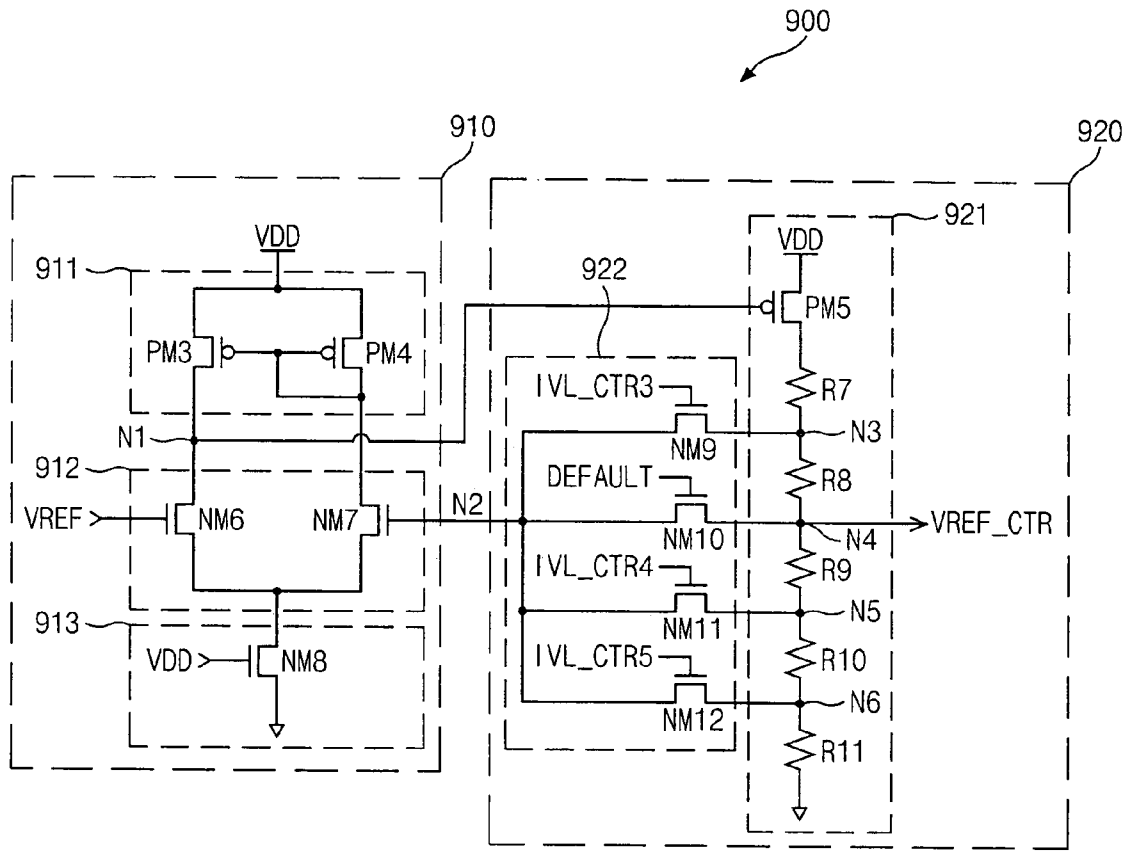 900
910
920
921
VDD
VDD
911
922
PM5
PM3
PM4
R7
IVL_CTR3
N1
N3
NM9
912
R8
DEFAULT
N2
VREF
NM6
NM7
N4
VREF_CTR
NM10
R9
IVL_CTR4
N5
913
NM11
VDD
NM8
R10
IVL_CTR5
N6
NM12
R11